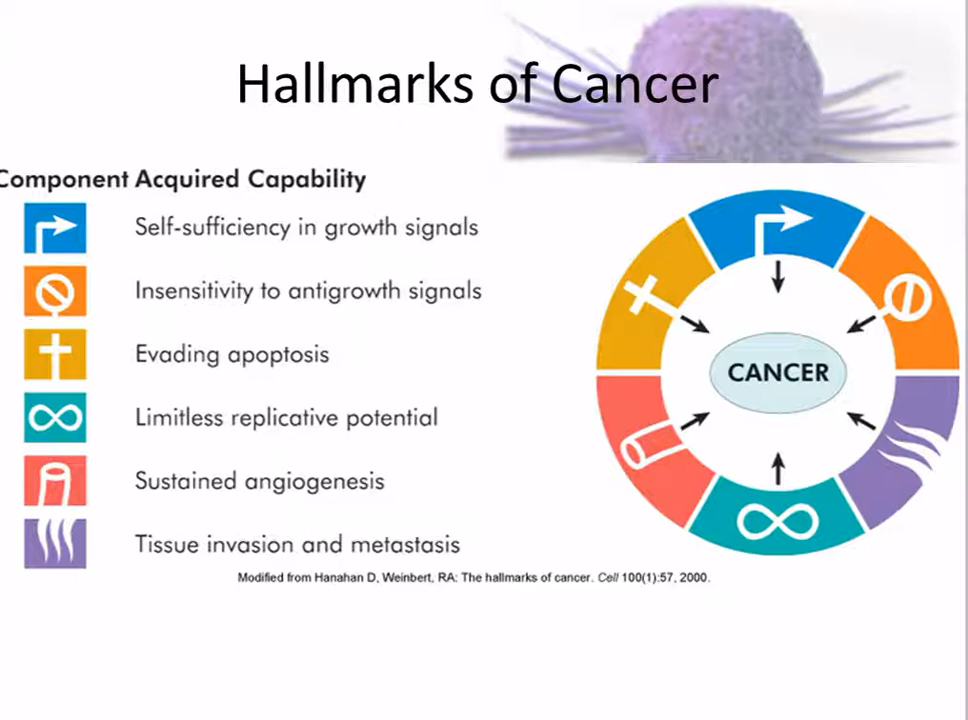 Hallmarks of Cancer
Component Acquired Capability
Self-sufficiency in growth signals
Insensitivity to antigrowth signals
Evading apoptosis
Limitless replicative potential
Sustained angiogenesis
Tissue invasion and metastasis
CANCER
Modified from Hanahan D, Weinbert, RA: The hallmarks of cancer. Cell 100(1):57, 2000.